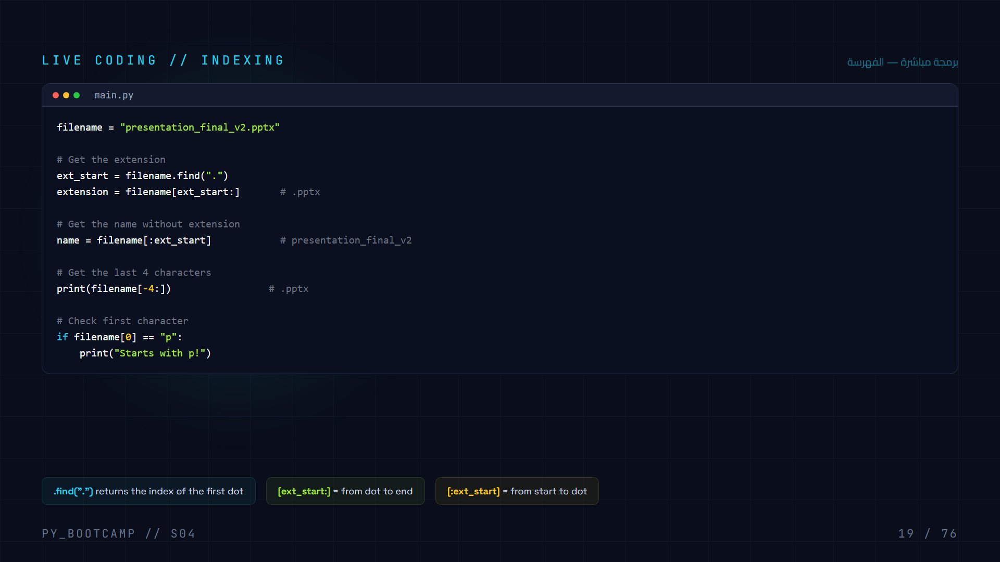 LIVE CODING // INDEXING
برمجة مباشرة — الفهرسة
main.py
filename = "presentation_final_v2.pptx"
# Get the extension
ext_start = filename.find(".")
extension = filename[ext_start:]       # .pptx
# Get the name without extension
name = filename[:ext_start]            # presentation_final_v2
# Get the last 4 characters
print(filename[-4:])                 # .pptx
# Check first character
if filename[0] == "p":
    print("Starts with p!")
.find(".") returns the index of the first dot
[ext_start:] = from dot to end
[:ext_start] = from start to dot
PY_BOOTCAMP // S04
19 / 76